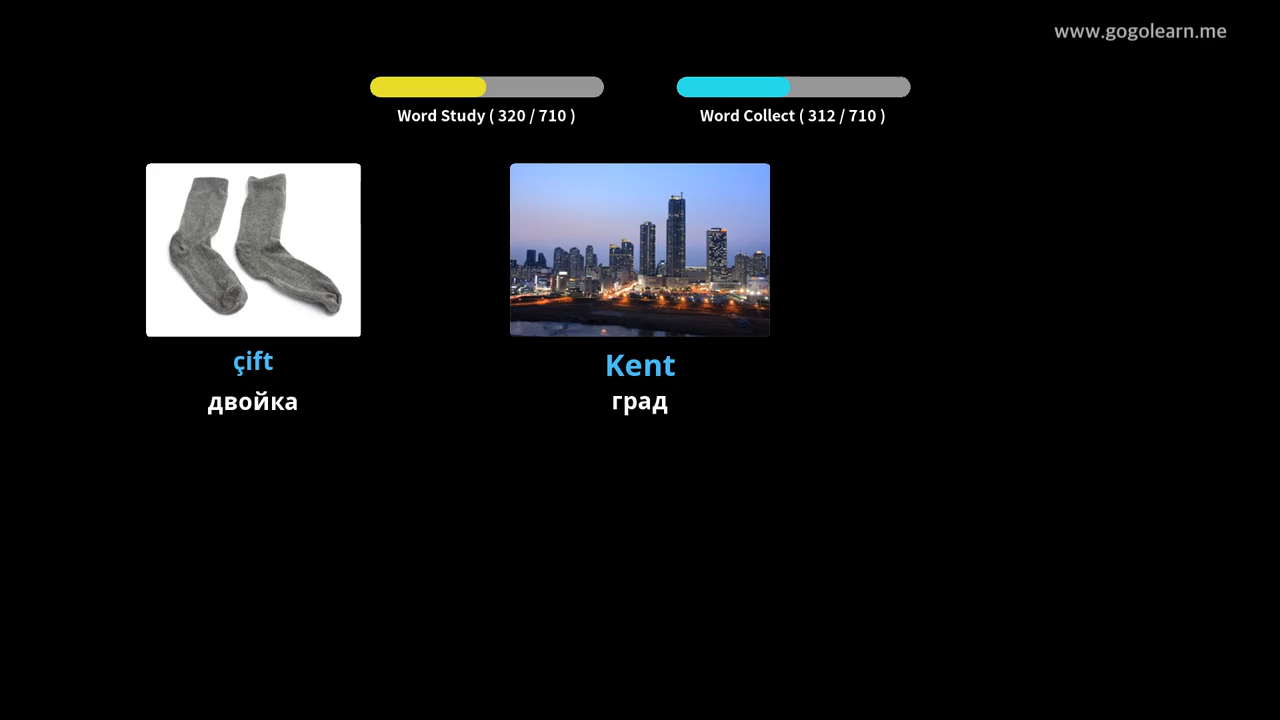 www.gogolearn.me
Word Study ( 320 / 710 )
Word Collect ( 312 / 710 )
çift
двойка
Kent
град